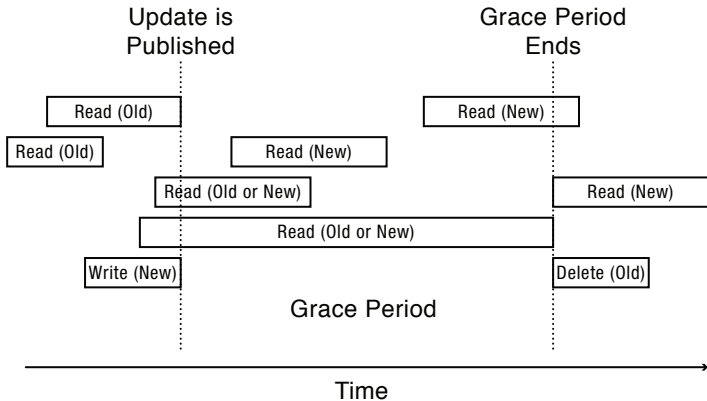 Update is
Published
Grace Period
Ends
Read (Old)
Read (New)
Read (Old)
Read (New)
Read (Old or New)
Read (New)
Read (Old or New)
Write (New)
Delete (Old)
Grace Period
Time